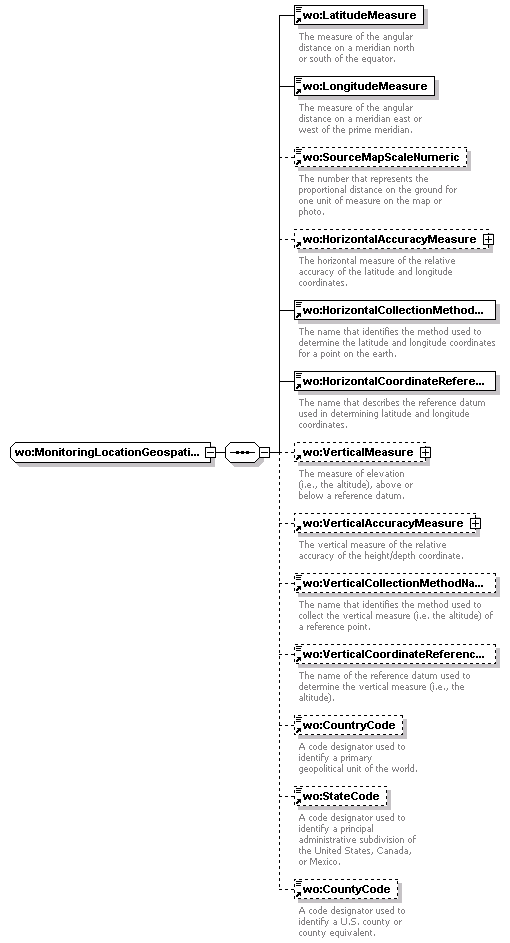 wo:LatitudeMeasure
The measure of the angular
distance on a meridian north
or south of the equator.
wo:LongitudeMeasure
The measure of the angular
distance on a meridian east or
west of the prime meridian.
wo:SourceMapScaleNumeric
The number that represents the
proportional distance on the ground for
one unit of measure on the map or
photo.
wo:HorizontalAccuracyMeasure
The horizontal measure of the relative
accuracy of the latitude and longitude
coordinates.
wo:HorizontalCollectionMethod...
The name that identifies the method used to
determine the latitude and longitude coordinates
for a point on the earth.
wo:HorizontalCoordinateRefere...
The name that describes the reference datum
used in determining latitude and longitude
coordinates.
wo:MonitoringLocationGeospati...
wo:VerticalMeasure
The measure of elevation
(i.e., the altitude), above or
below a reference datum.
wo:VerticalAccuracyMeasure
The vertical measure of the relative
accuracy of the height/depth coordinate.
wo:VerticalCollectionMethodNa...
The name that identifies the method used to
collect the vertical measure (i.e. the altitude) of
a reference point.
wo:VerticalCoordinateReferenc...
The name of the reference datum used to
determine the vertical measure (i.e., the
altitude).
wo:CountryCode
A code designator used to
identify a primary
geopolitical unit of the world.
wo:StateCode
A code designator used to
identify a principal
administrative subdivision of
the United States, Canada,
or Mexico.
wo:CountyCode
A code designator used to
identify a U.S. county or
county equivalent.